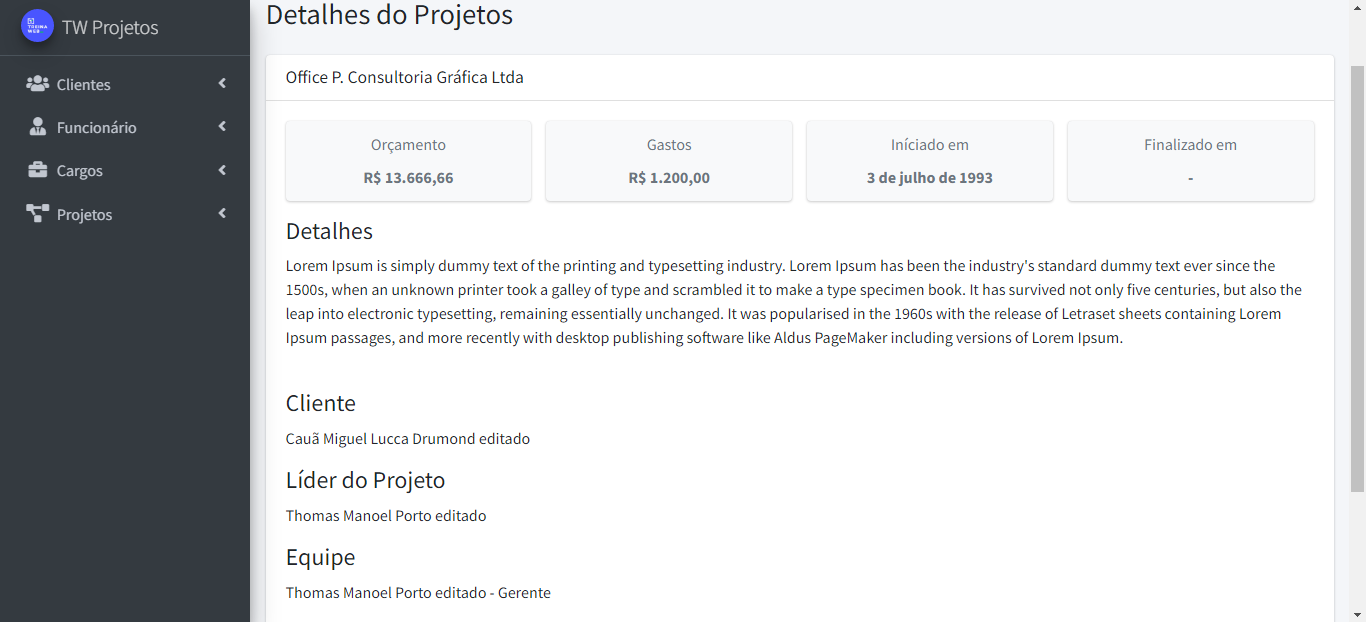 TREINA
WEB
TW Projetos
Clientes
Funcionário
Cargos
Projetos
Detalhes do Projetos
Office P. Consultoria Gráfica Ltda
Orçamento
R$ 13.666,66
Gastos
R$ 1.200,00
Iníciado em
3 de julho de 1993
Finalizado em
-
Detalhes
Lorem Ipsum is simply dummy text of the printing and typesetting industry. Lorem Ipsum has been the industry's standard dummy text ever since the
1500s, when an unknown printer took a galley of type and scrambled it to make a type specimen book. It has survived not only five centuries, but also the
leap into electronic typesetting, remaining essentially unchanged. It was popularised in the 1960s with the release of Letraset sheets containing Lorem
Ipsum passages, and more recently with desktop publishing software like Aldus PageMaker including versions of Lorem Ipsum.
Cliente
Cauã Miguel Lucca Drumond editado
Líder do Projeto
Thomas Manoel Porto editado
Equipe
Thomas Manoel Porto editado - Gerente